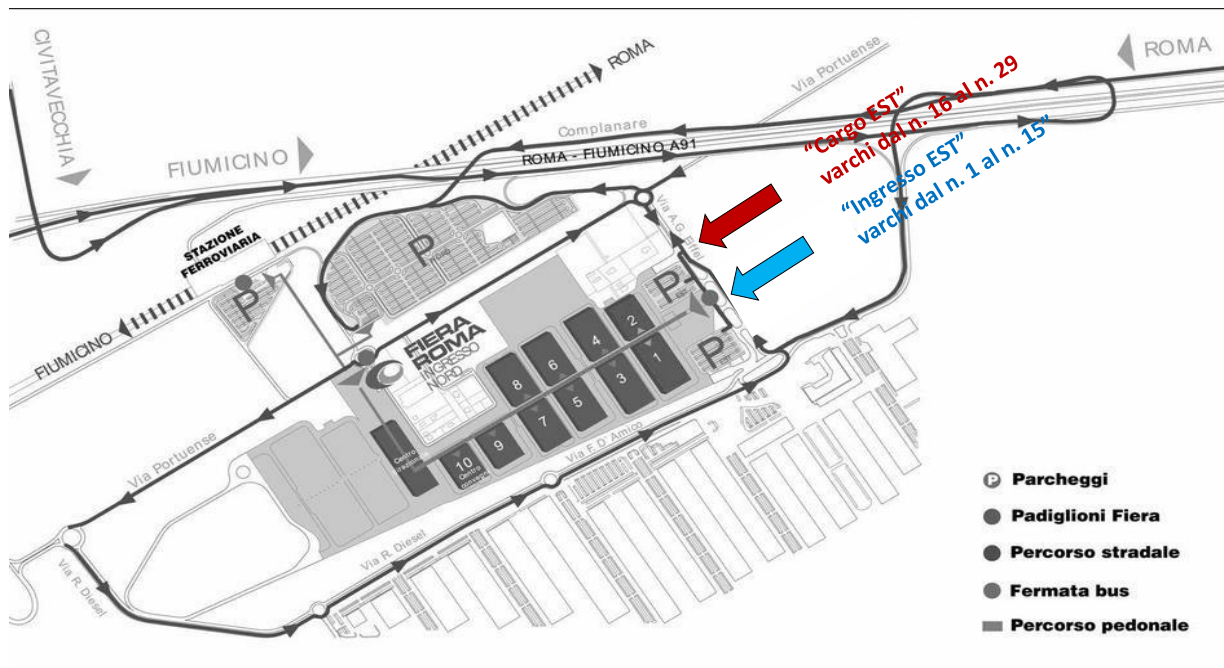 CIVITAVECCHIA
ROMA
Via Portuense
ROMA
"Cargo EST"
varchi dal n. 16 al n. 29
"Ingresso EST"
varchi dal n. 1 al n. 15"
Complanare
FIUMICINO
ROMA - FIUMICINO A91
Via A.G. Eiffel
STAZIONE
FERROVIARIA
P
P
P
P
FIUMICINO
FIERA
ROMA
INGRESSO
NORD
2
4
1
6
3
8
5
7
9
10
Centro
convegni
Centro
Via Portuense
Via F. D'Amico
Via R. Diesel
Via R. Diesel
P Parcheggi
Padiglioni Fiera
Percorso stradale
Fermata bus
Percorso pedonale